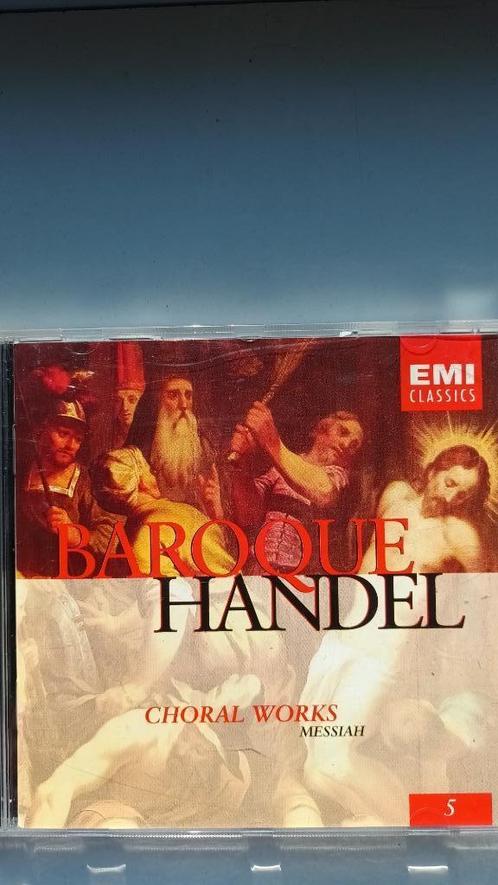 EMI
CLASSICS
BAROQUE
HANDEL
CHORAL WORKS
MESSIAH
5